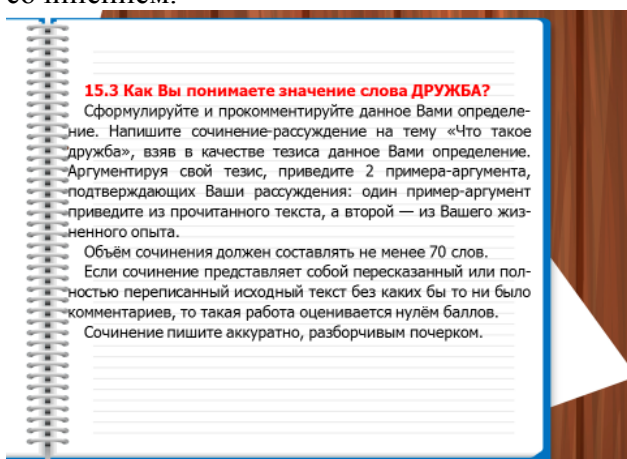 сочинением.
15.3 Как Вы понимаете значение слова ДРУЖБА?
Сформулируйте и прокомментируйте данное Вами определе-
ние. Напишите сочинение-рассуждение на тему «Что такое
дружба», взяв в качестве тезиса данное Вами определение.
Аргументируя свой тезис, приведите 2 примера-аргумента,
подтверждающих Ваши рассуждения: один пример-аргумент
приведите из прочитанного текста, а второй — из Вашего жиз-
ненного опыта.
Объём сочинения должен составлять не менее 70 слов.
Если сочинение представляет собой пересказанный или пол-
ностью переписанный исходный текст без каких бы то ни было
комментариев, то такая работа оценивается нулём баллов.
Сочинение пишите аккуратно, разборчивым почерком.